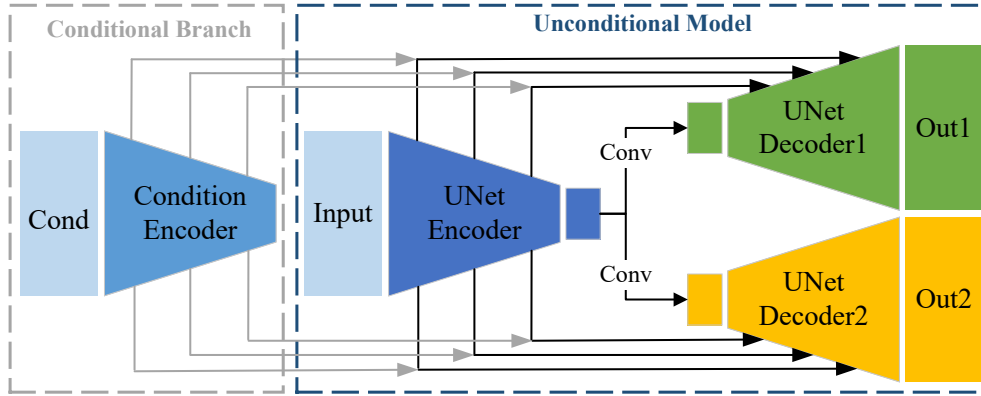 Conditional Branch
Unconditional Model
Cond
Condition
Encoder
Input
UNet
Encoder
Conv
Conv
UNet
Decoder1
Out1
UNet
Decoder2
Out2